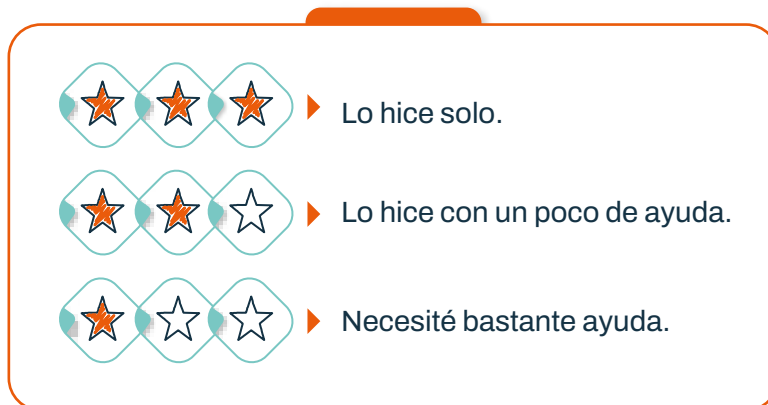 Lo hice solo.
Lo hice con un poco de ayuda.
Necesité bastante ayuda.